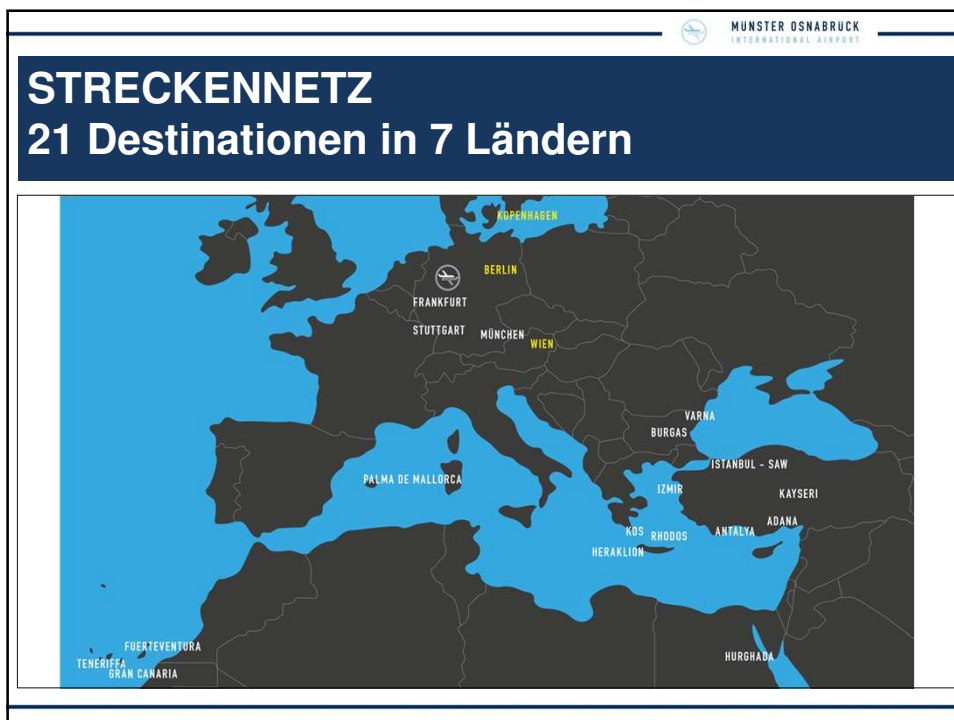 MÜNSTER OSNABRÜCK
INTERNATIONAL AIRPORT
STRECKENNETZ
21 Destinationen in 7 Ländern
KOPENHAGEN
BERLIN
FRANKFURT
STUTTGART
MÜNCHEN
WIEN
VARNA
BURGAS
ISTANBUL - SAW
PALMA DE MALLORCA
IZMIR
KAYSERI
ADANA
KOS
RHODOS
ANTALYA
HERAKLION
FUERTEVENTURA
HURGHADA
TENERIFFA
GRAN CANARIA